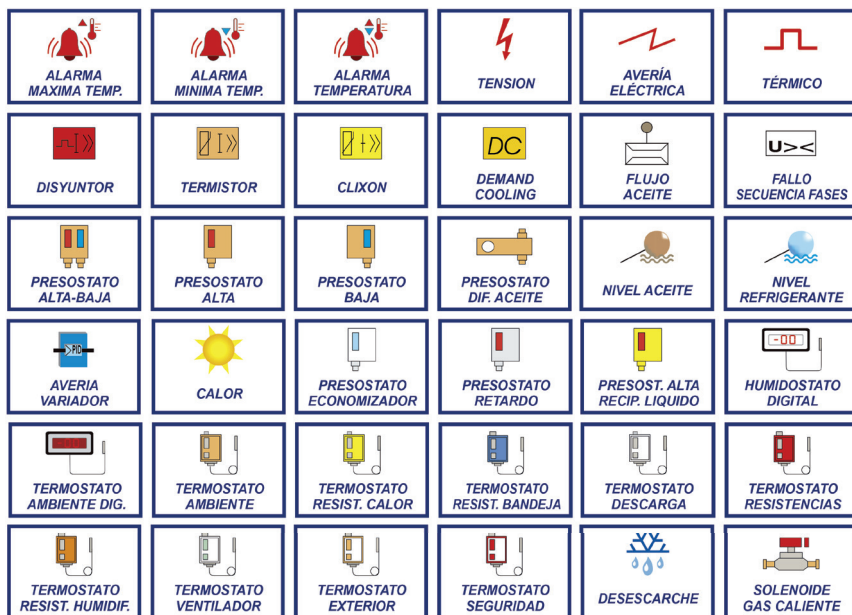 ALARMA
MAXIMA TEMP.
ALARMA
MINIMA TEMP.
ALARMA
TEMPERATURA
TENSION
AVERÍA
ELÉCTRICA
TÉRMICO
DISYUNTOR
TERMISTOR
CLIXON
DC
DEMAND
COOLING
FLUJO
ACEITE
U><
FALLO
SECUENCIA FASES
PRESOSTATO
ALTA-BAJA
PRESOSTATO
ALTA
PRESOSTATO
BAJA
PRESOSTATO
DIF. ACEITE
NIVEL ACEITE
NIVEL
REFRIGERANTE
PID
AVERIA
VARIADOR
CALOR
PRESOSTATO
ECONOMIZADOR
PRESOSTATO
RETARDO
PRESOST. ALTA
RECIP. LIQUIDO
-00
HUMIDOSTATO
DIGITAL
TERMOSTATO
AMBIENTE DIG.
TERMOSTATO
AMBIENTE
TERMOSTATO
RESIST. CALOR
TERMOSTATO
RESIST. BANDEJA
TERMOSTATO
DESCARGA
TERMOSTATO
RESISTENCIAS
TERMOSTATO
RESIST. HUMIDIF.
TERMOSTATO
VENTILADOR
TERMOSTATO
EXTERIOR
TERMOSTATO
SEGURIDAD
DESESCARCHE
SOLENOIDE
GAS CALIENTE